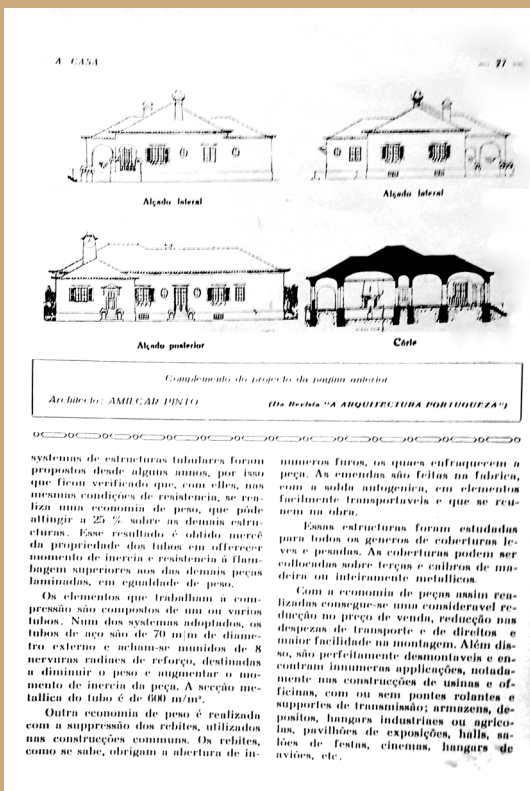 A CASA
— 27 —
Alçado lateral
Alçado lateral
Alçado posterior
Córte
Complemento do projecto da pagina anterior
Architecto: AMILCAR PINTO
(Da Revista "A ARQUITECTURA PORTUGUEZA")
systemas de estructuras tubulares foram
propostos desde alguns annos, por isso
que ficou verificado que, com elles, nas
mesmas condições de resistencia, se rea-
liza uma economia de peso, que póde
attingir a 25 % sobre as demais estru-
cturas. Esse resultado é obtido mercê
da propriedade dos tubos em offerecer
momento de inercia e resistencia á flam-
bagem superiores aos das demais peças
laminadas, em egualdade de peso.
Os elementos que trabalham á com-
pressão são compostos de um ou varios
tubos. Num dos systemas adoptados, os
tubos de aço são de 70 m|m de diame-
tro externo e acham-se munidos de 8
nervuras radiaes de reforço, destinadas
a diminuir o peso e augmentar o mo-
mento de inercia da peça. A secção me-
tallica do tubo é de 600 m/m².
Outra economia de peso é realizada
com a suppressão dos rebites, utilizados
nas construcções communs. Os rebites,
como se sabe, obrigam a abertura de in-
numeros furos, os quaes enfraquecem a
peça. As emendas são feitas na fabrica,
com a solda autogenica, em elementos
facilmente transportaveis e que se reu-
nem na obra.
Essas estructuras foram estudadas
para todos os generos de cobertura le-
ves e pesadas. As coberturas podem ser
collocadas sobre terças e caibros de ma-
deira ou inteiramente metallicos.
Com a economia de peças assim rea-
lizadas consegue-se uma consideravel re-
ducção no preço de venda, reducção nas
despezas de transporte e de direitos e
maior facilidade na montagem. Além dis-
so, são perfeitamente desmontaveis e en-
contram innumeras applicações, notada-
mente nas construcções de usinas e of-
ficinas, com ou sem pontes rolantes e
supportes de transmissão; armazens, de-
positos, hangars industriaes ou agrico-
las, pavilhões de exposições, halls, sa-
lões de festas, cinemas, hangars de
aviões, etc.